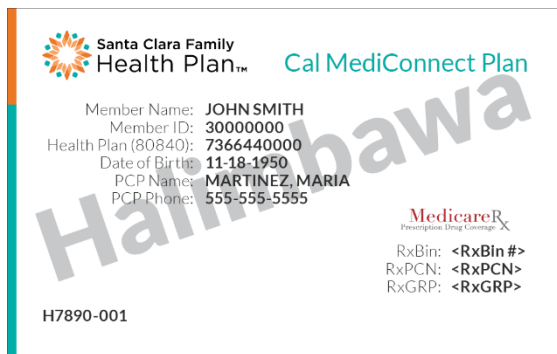 Santa Clara Family
Health Plan™
Cal MediConnect Plan
Member Name: JOHN SMITH
Member ID: 30000000
Health Plan (80840): 7366440000
Date of Birth: 11-18-1950
PCP Name: MARTINEZ, MARIA
PCP Phone: 555-555-5555
Halimbawa
MedicareRx
Prescription Drug Coverage
RxBin: <RxBin #>
RxPCN: <RxPCN>
RxGRP: <RxGRP>
H7890-001